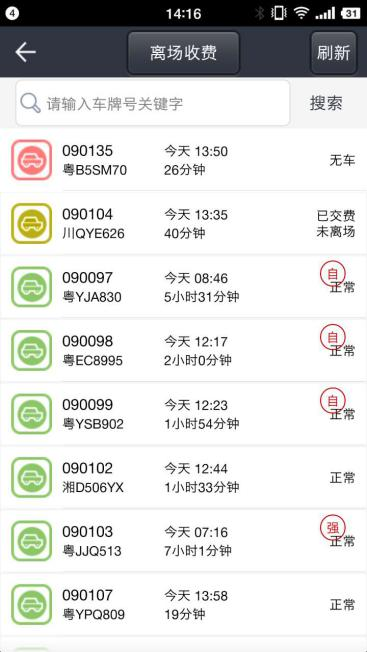 4
14:16
31
离场收费
刷新
请输入车牌号关键字
搜索
090135
今天 13:50
粤B5SM70
26分钟
无车
090104
今天 13:35
已交费
川QYE626
40分钟
未离场
090097
今天 08:46
自
粤YJA830
5小时31分钟
正常
090098
今天 12:17
自
粤EC8995
2小时0分钟
正常
090099
今天 12:23
自
粤YSB902
1小时54分钟
正常
090102
今天 12:44
湘D506YX
1小时33分钟
正常
090103
今天 07:16
强
粤JJQ513
7小时1分钟
正常
090107
今天 13:58
粤YPQ809
19分钟
正常